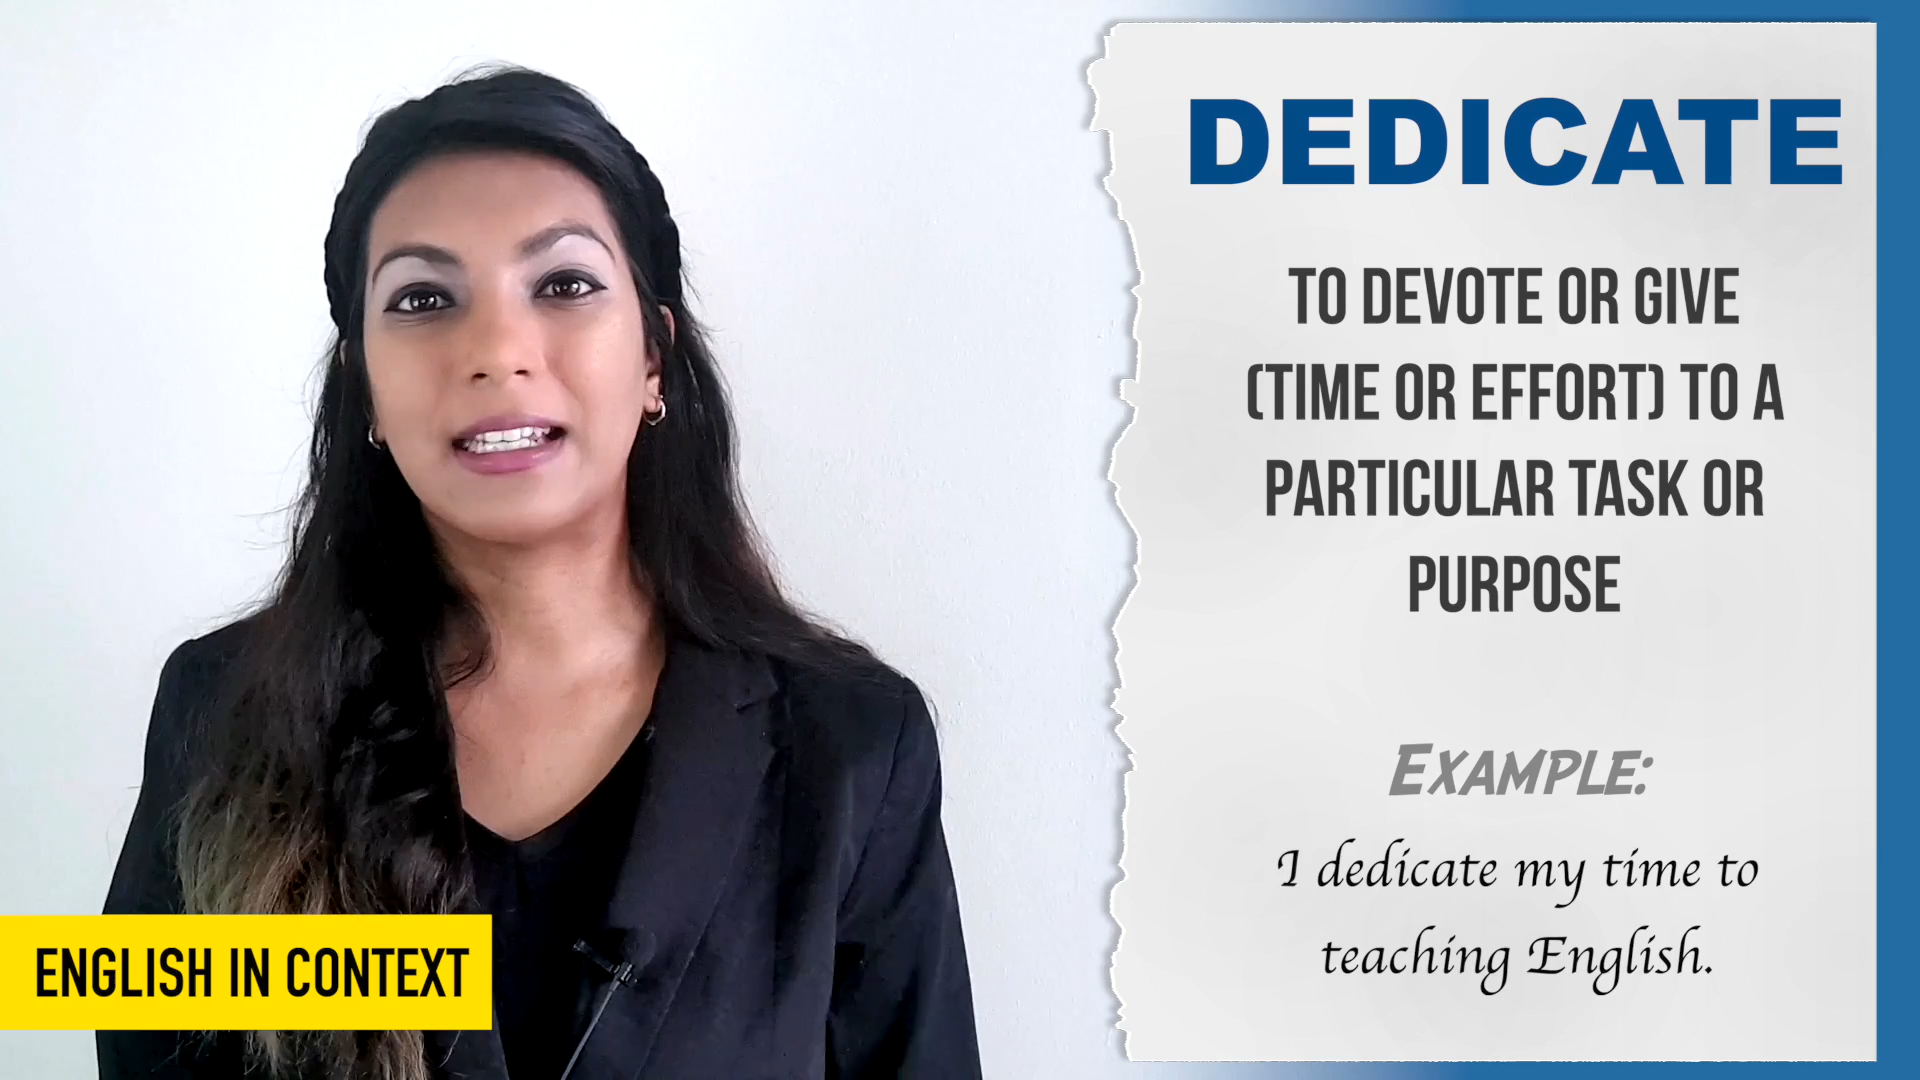 DEDICATE
TO DEVOTE OR GIVE
(TIME OR EFFORT) TO A
PARTICULAR TASK OR
PURPOSE
EXAMPLE:
I dedicate my time to
teaching English.
ENGLISH IN CONTEXT